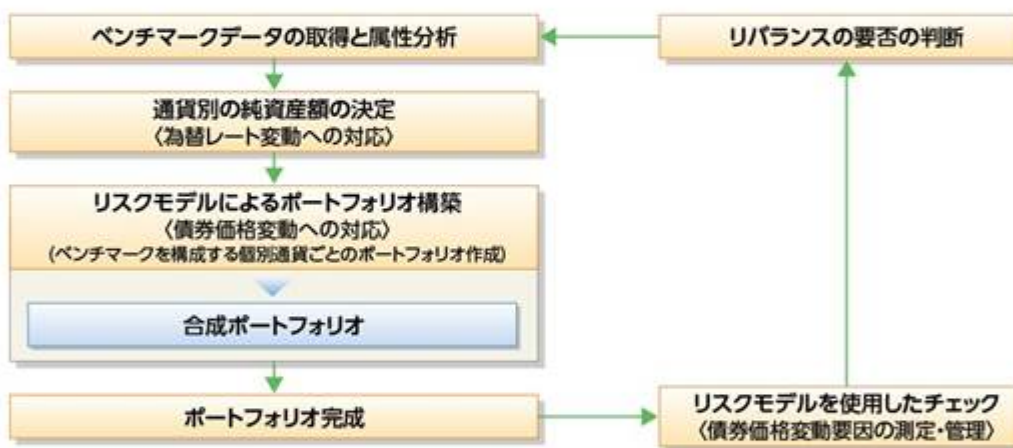 ベンチマークデータの取得と属性分析
リバランスの要否の判断
通貨別の純資産額の決定
〈為替レート変動への対応〉
リスクモデルによるポートフォリオ構築
〈債券価格変動への対応〉
(ベンチマークを構成する個別通貨ごとのポートフォリオ作成)
合成ポートフォリオ
ポートフォリオ完成
リスクモデルを使用したチェック
〈債券価格変動要因の測定・管理〉